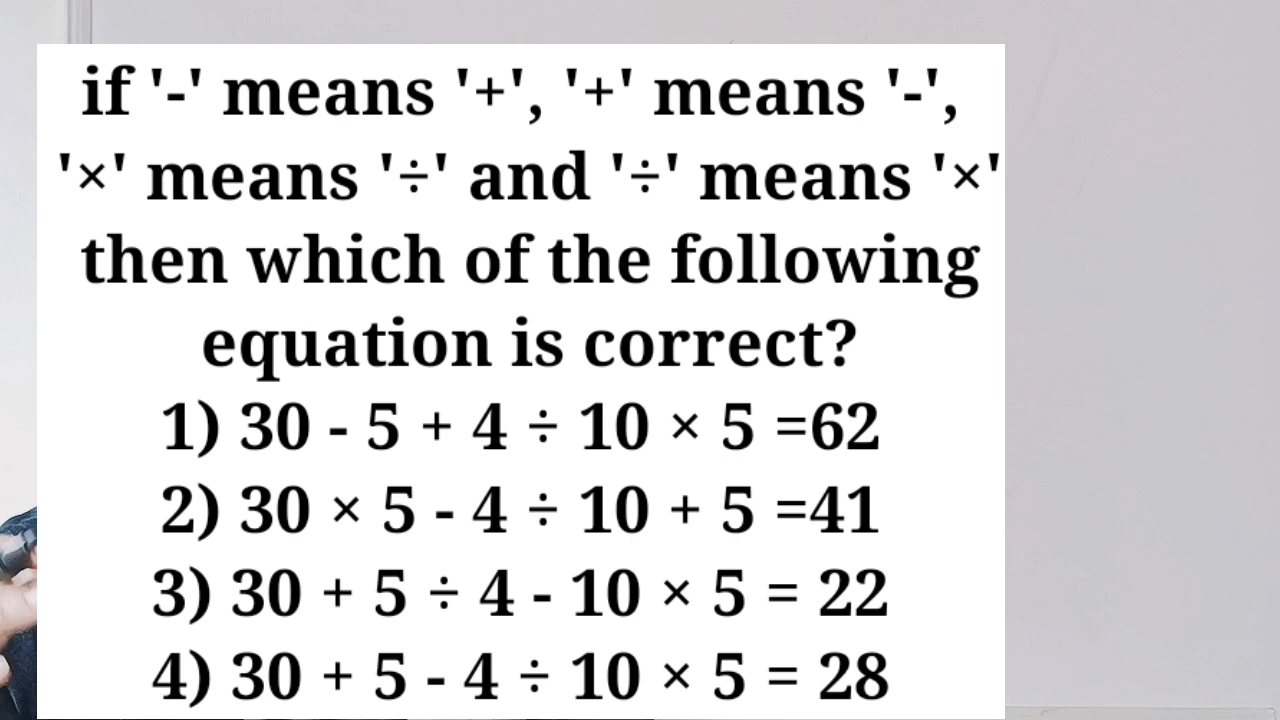 if '-' means '+', '+' means '-',
'×' means '÷' and '÷' means '×'
then which of the following
equation is correct?
1) 30 - 5 + 4 ÷ 10 × 5 =62
2) 30 × 5 - 4 ÷ 10 + 5 =41
3) 30 + 5 ÷ 4 - 10 × 5 = 22
4) 30 + 5 - 4 ÷ 10 × 5 = 28